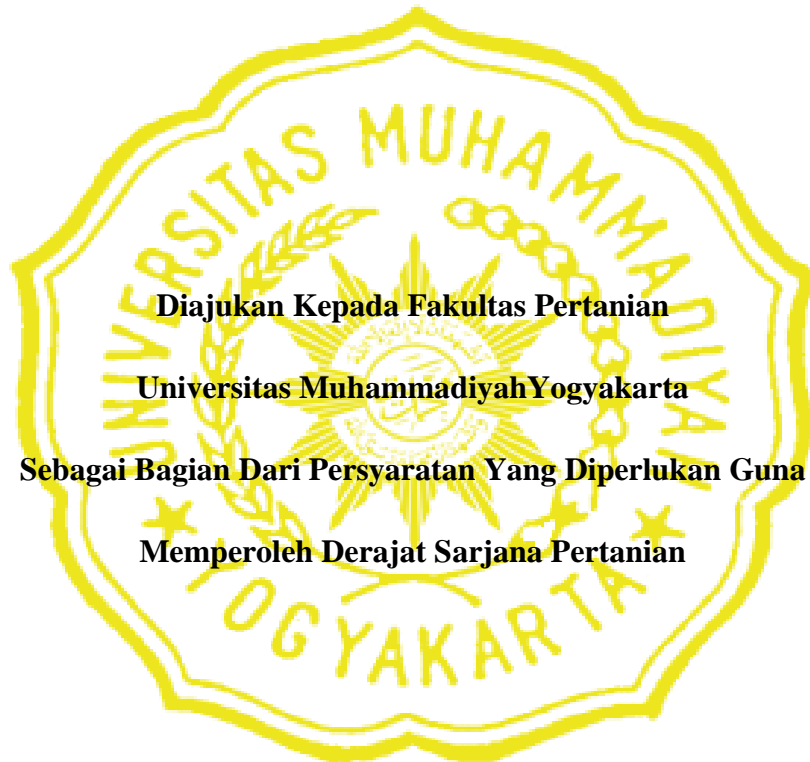 UNIVERSITAS MUHAMMADIYAH
Diajukan Kepada Fakultas Pertanian
Universitas MuhammadiyahYogyakarta
Sebagai Bagian Dari Persyaratan Yang Diperlukan Guna
Memperoleh Derajat Sarjana Pertanian
YOGYAKARTA